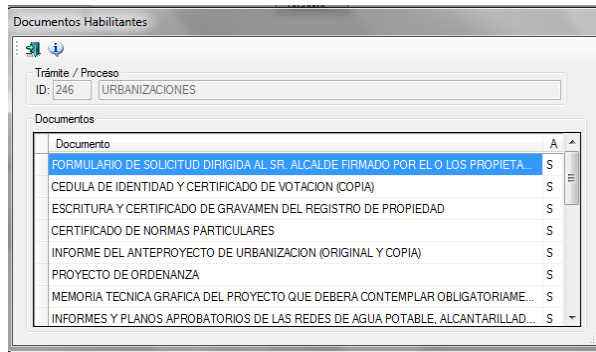 Documentos Habilitantes
Trámite / Proceso
ID: 246 URBANIZACIONES
Documentos
Documento A
FORMULARIO DE SOLICITUD DIRIGIDA AL SR. ALCALDE FIRMADO POR EL O LOS PROPIETA... S
CEDULA DE IDENTIDAD Y CERTIFICADO DE VOTACION (COPIA) S
ESCRITURA Y CERTIFICADO DE GRAVAMEN DEL REGISTRO DE PROPIEDAD S
CERTIFICADO DE NORMAS PARTICULARES S
INFORME DEL ANTEPROYECTO DE URBANIZACION (ORIGINAL Y COPIA) S
PROYECTO DE ORDENANZA S
MEMORIA TECNICA GRAFICA DEL PROYECTO QUE DEBERA CONTEMPLAR OBLIGATORIAME... S
INFORMES Y PLANOS APROBATORIOS DE LAS REDES DE AGUA POTABLE, ALCANTARILLAD... S